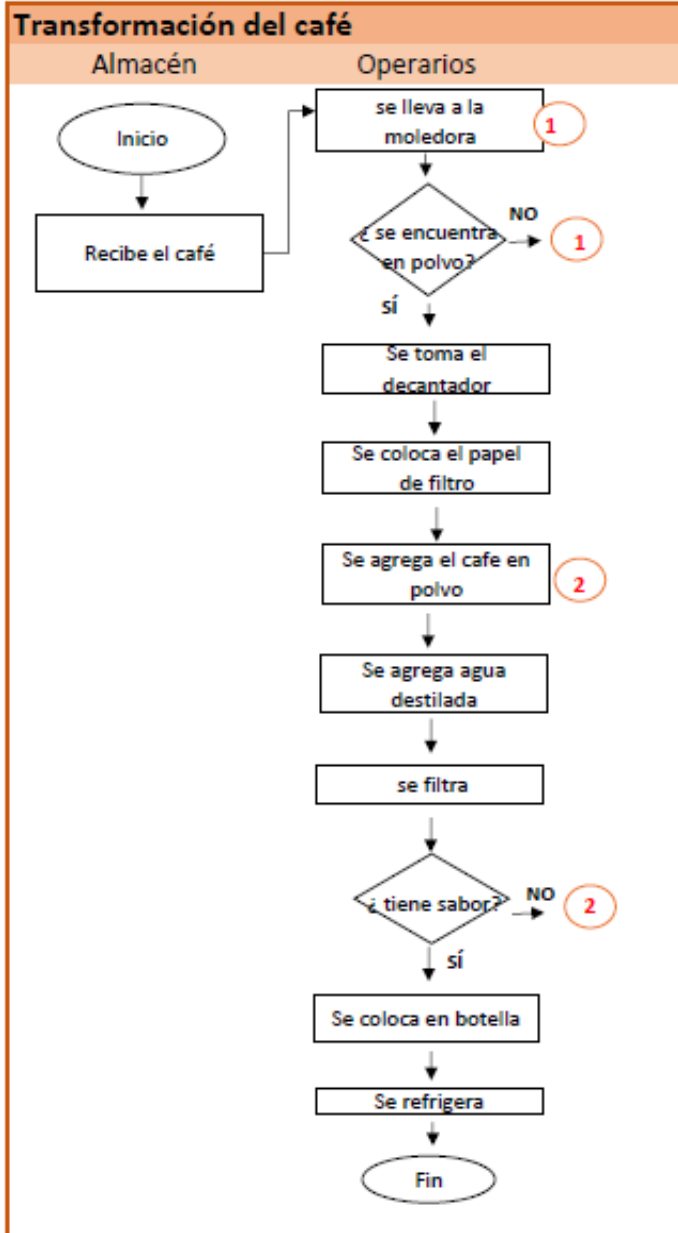 Transformación del café
Almacén
Operarios
Inicio
Recibe el café
se lleva a la
moledora
1
¿ se encuentra
en polvo?
NO
1
SÍ
Se toma el
decantador
Se coloca el papel
de filtro
Se agrega el cafe en
polvo
2
Se agrega agua
destilada
se filtra
¿ tiene sabor?
NO
2
SÍ
Se coloca en botella
Se refrigera
Fin